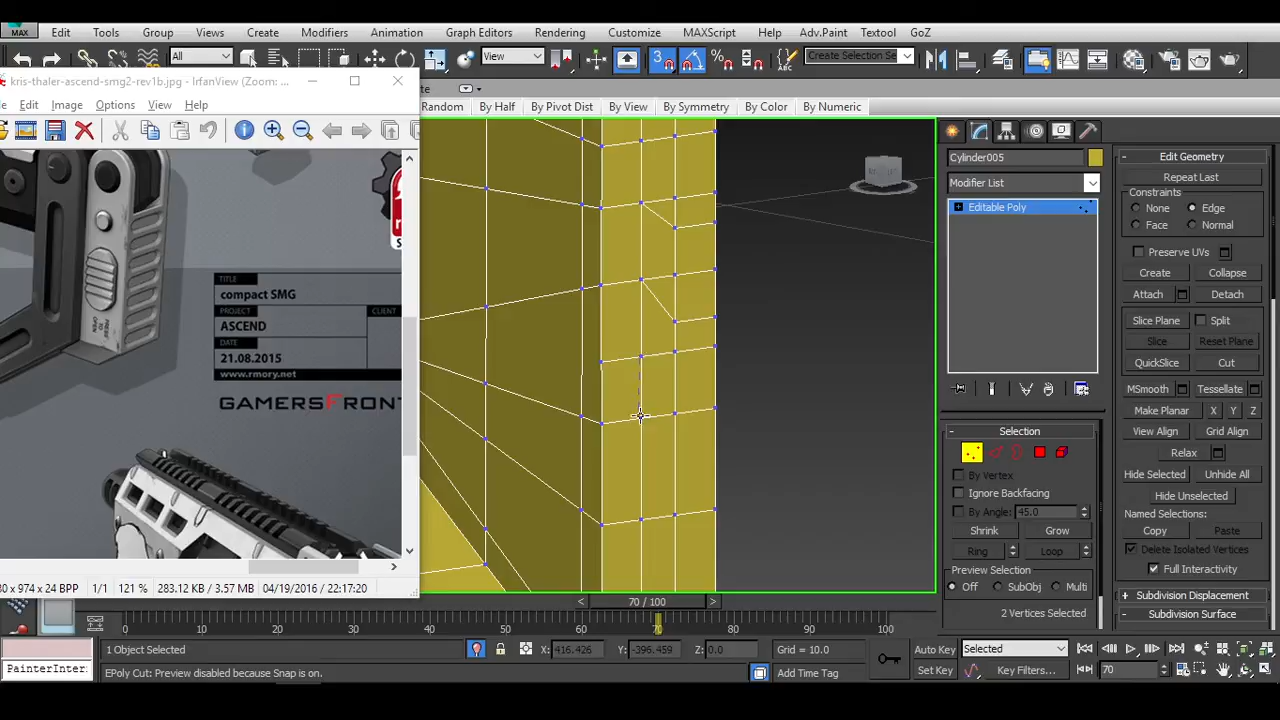 MAX
Edit Tools Group Views Create Modifiers Animation Graph Editors Rendering Customize MAXScript Help Adv.Paint Textool GoZ
All View 3 Create Selection Se
kris-thaler-ascend-smg2-rev1b.jpg - IrfanView (Zoom: ...
Edit Image Options View Help
Random By Half By Pivot Dist By View By Symmetry By Color By Numeric
Cylinder005
Modifier List
Editable Poly
Edit Geometry
Repeat Last
Constraints
None Edge
Face Normal
Preserve UVs
Create Collapse
Attach Detach
Slice Plane Split
Slice Reset Plane
QuickSlice Cut
MSmooth Tessellate
Make Planar X Y Z
View Align Grid Align
Relax
Hide Selected Unhide All
Hide Unselected
Named Selections:
Copy Paste
Delete Isolated Vertices
Full Interactivity
Subdivision Displacement
Subdivision Surface
Selection
By Vertex
Ignore Backfacing
By Angle: 45.0
Shrink Grow
Ring Loop
Preview Selection
Off SubObj Multi
2 Vertices Selected
PRESS TO OPEN
TITLE
compact SMG
PROJECT CLIENT
ASCEND
DATE
21.08.2015
www.rmory.net
GAMERSFRONT
80 x 974 x 24 BPP 1/1 121 % 283.12 KB / 3.57 MB 04/19/2016 / 22:17:20
< 70 / 100 >
0 10 20 30 40 50 60 70 80 90 100
1 Object Selected X: 416.426 Y: -396.459 Z: 0.0 Grid = 10.0 Auto Key Selected
PainterInter EPoly Cut: Preview disabled because Snap is on. Add Time Tag Set Key Key Filters... 70